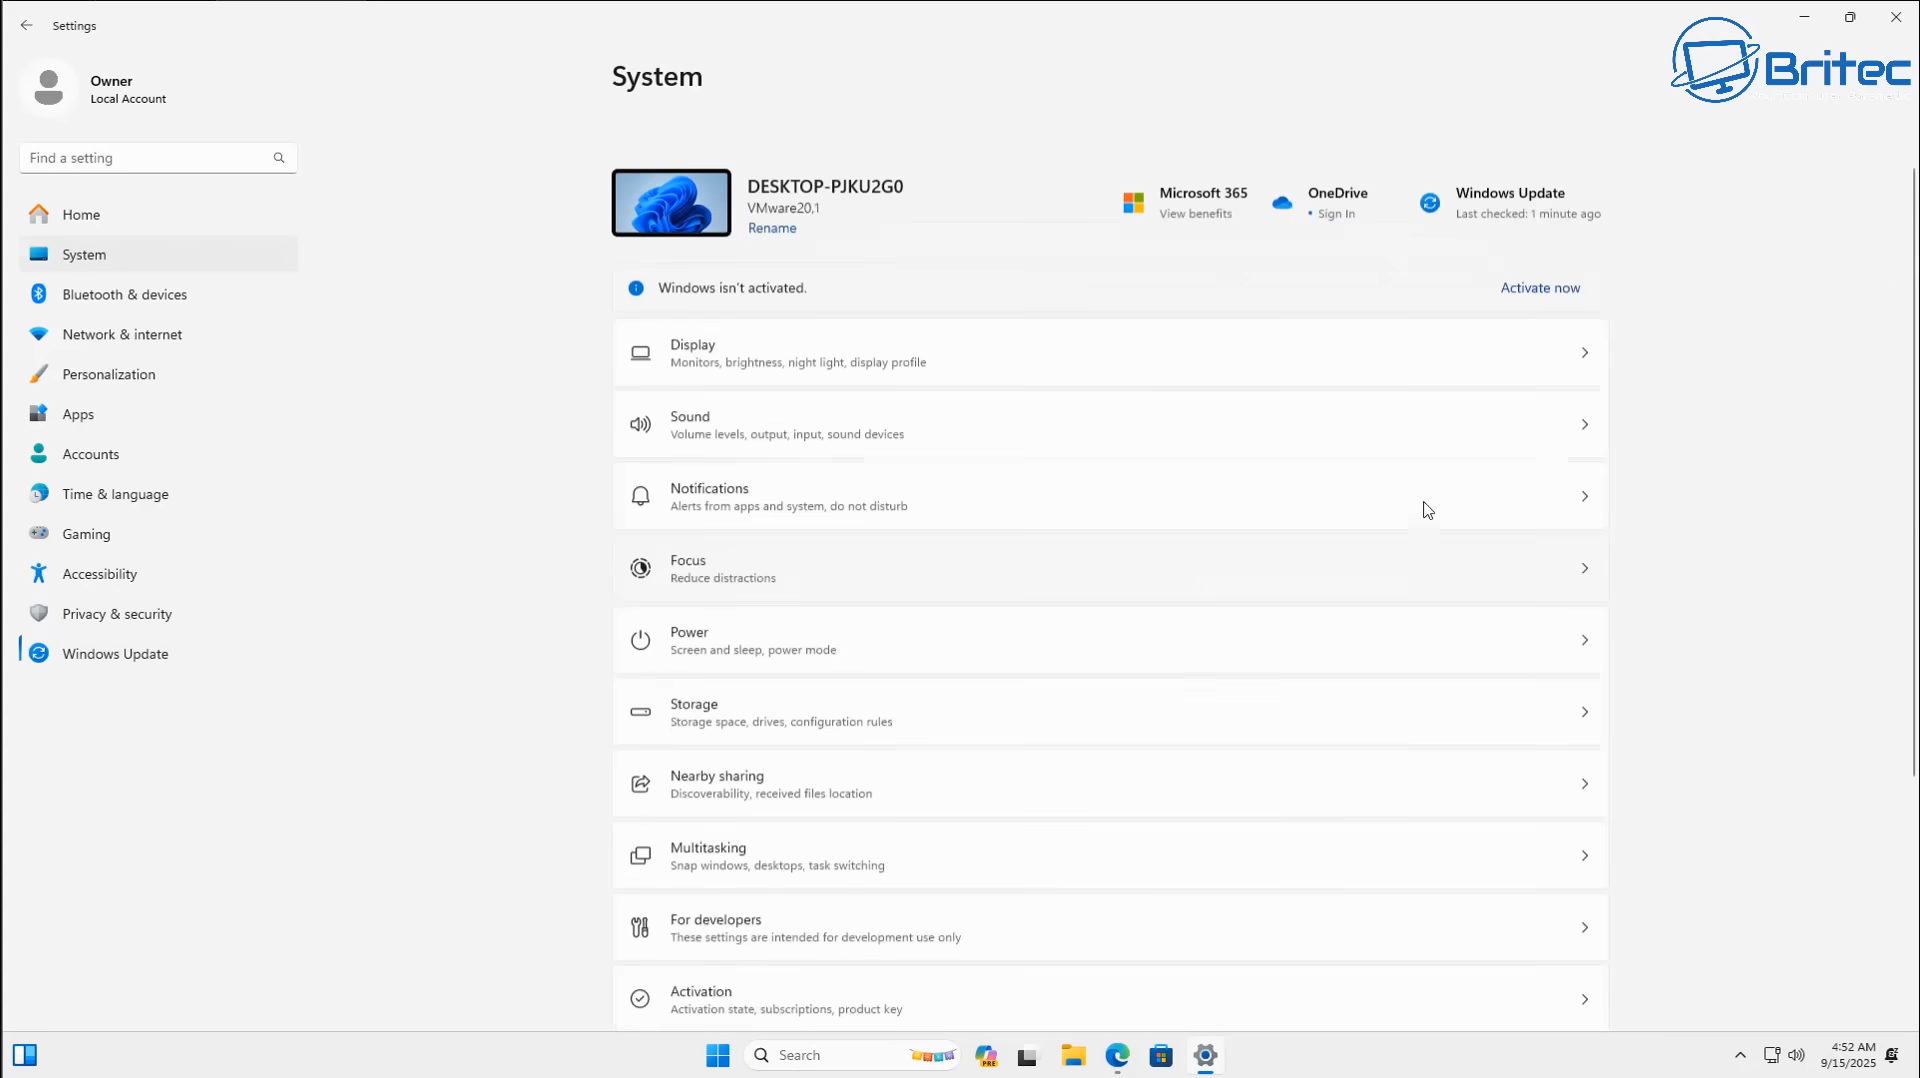 Settings
Owner
Local Account
Find a setting
Home
System
Bluetooth & devices
Network & internet
Personalization
Apps
Accounts
Time & language
Gaming
Accessibility
Privacy & security
Windows Update
System
DESKTOP-PJKU2G0
VMware20,1
Rename
Microsoft 365
View benefits
OneDrive
• Sign In
Windows Update
Last checked: 1 minute ago
Windows isn't activated.
Activate now
Display
Monitors, brightness, night light, display profile
Sound
Volume levels, output, input, sound devices
Notifications
Alerts from apps and system, do not disturb
Focus
Reduce distractions
Power
Screen and sleep, power mode
Storage
Storage space, drives, configuration rules
Nearby sharing
Discoverability, received files location
Multitasking
Snap windows, desktops, task switching
For developers
These settings are intended for development use only
Activation
Activation state, subscriptions, product key
Britec
Search
PRE
4:52 AM
9/15/2025